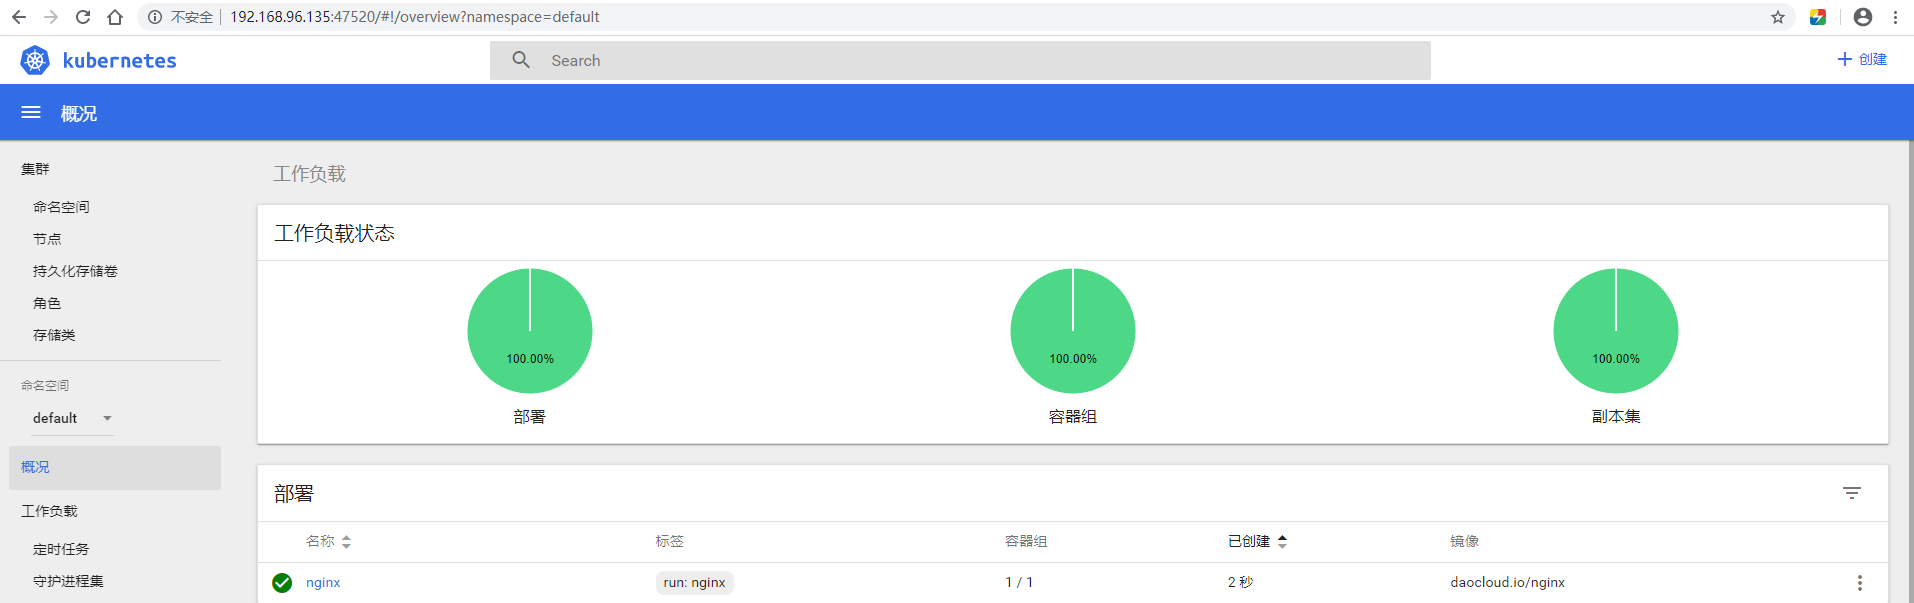 不安全 192.168.96.135:47520/#!/overview?namespace=default
kubernetes
Search
创建
概况
集群
命名空间
节点
持久化存储卷
角色
存储类
命名空间
default
概况
工作负载
定时任务
守护进程集
工作负载
工作负载状态
100.00% 100.00% 100.00%
部署 容器组 副本集
部署
名称 标签 容器组 已创建 镜像
nginx run: nginx 1 / 1 2 秒 daocloud.io/nginx